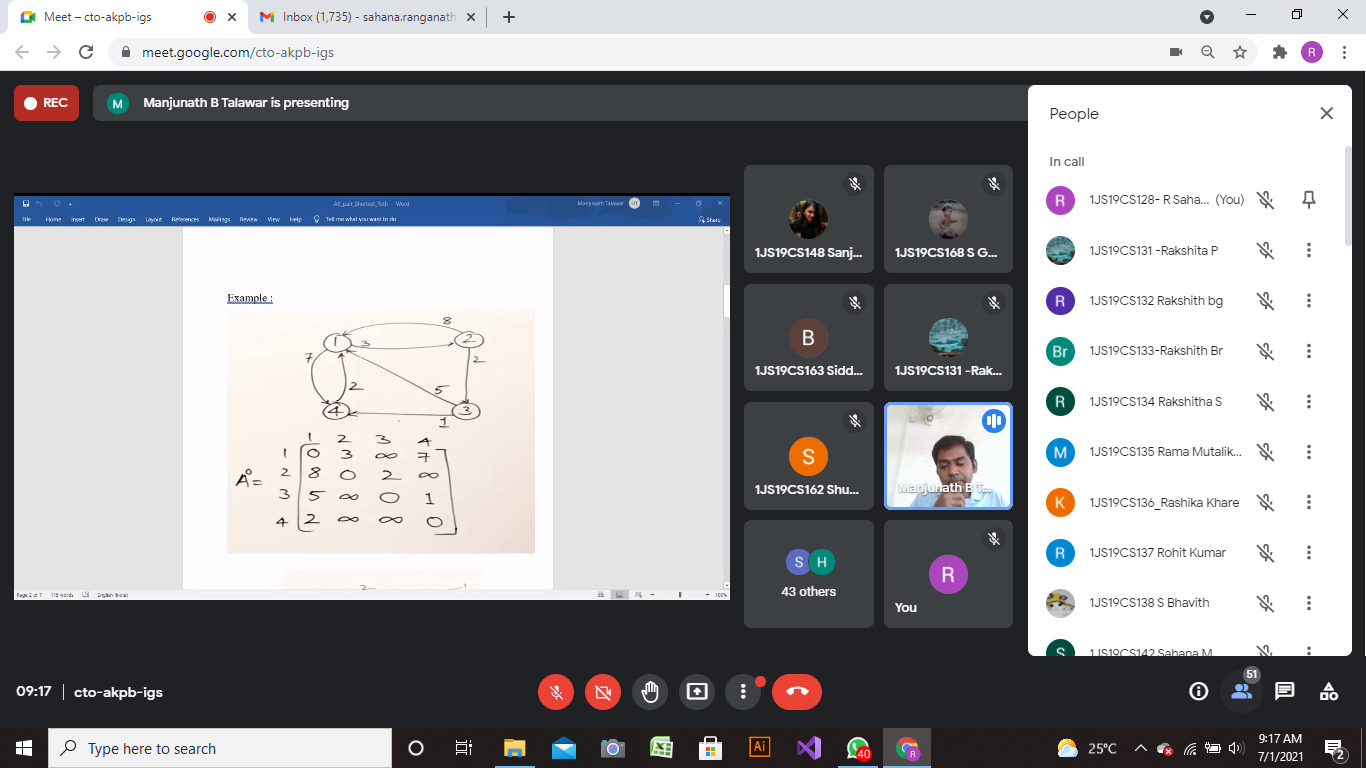 Meet – cto-akpb-igs
Inbox (1,735) - sahana.ranganath
meet.google.com/cto-akpb-igs
R
REC
M
Manjunath B Talawar is presenting
All_pair_Shortest_Path - Word
Manjunath Talawar
MT
File Home Insert Draw Design Layout References Mailings Review View Help Tell me what you want to do
Share
Example :
8
1 3 2
7 2
2 5
4 3
1
1 2 3 4
1 0 3 ∞ 7
A⁰= 2 8 0 2 ∞
3 5 ∞ 0 1
4 2 ∞ ∞ 0
Page 2 of 7 113 words English (India)
100%
1JS19CS148 Sanj...
1JS19CS168 S G...
B
1JS19CS163 Sidd...
1JS19CS131 -Rak...
S
1JS19CS162 Shu...
Manjunath B T...
S H
43 others
R
You
People
In call
R 1JS19CS128- R Saha... (You)
1JS19CS131 -Rakshita P
R 1JS19CS132 Rakshith bg
Br 1JS19CS133-Rakshith Br
R 1JS19CS134 Rakshitha S
M 1JS19CS135 Rama Mutalik...
K 1JS19CS136_Rashika Khare
R 1JS19CS137 Rohit Kumar
1JS19CS138 S Bhavith
S 1JS19CS142 Sahana M
09:17 | cto-akpb-igs
51
Type here to search
Ai
40
R
25°C
9:17 AM
7/1/2021
2